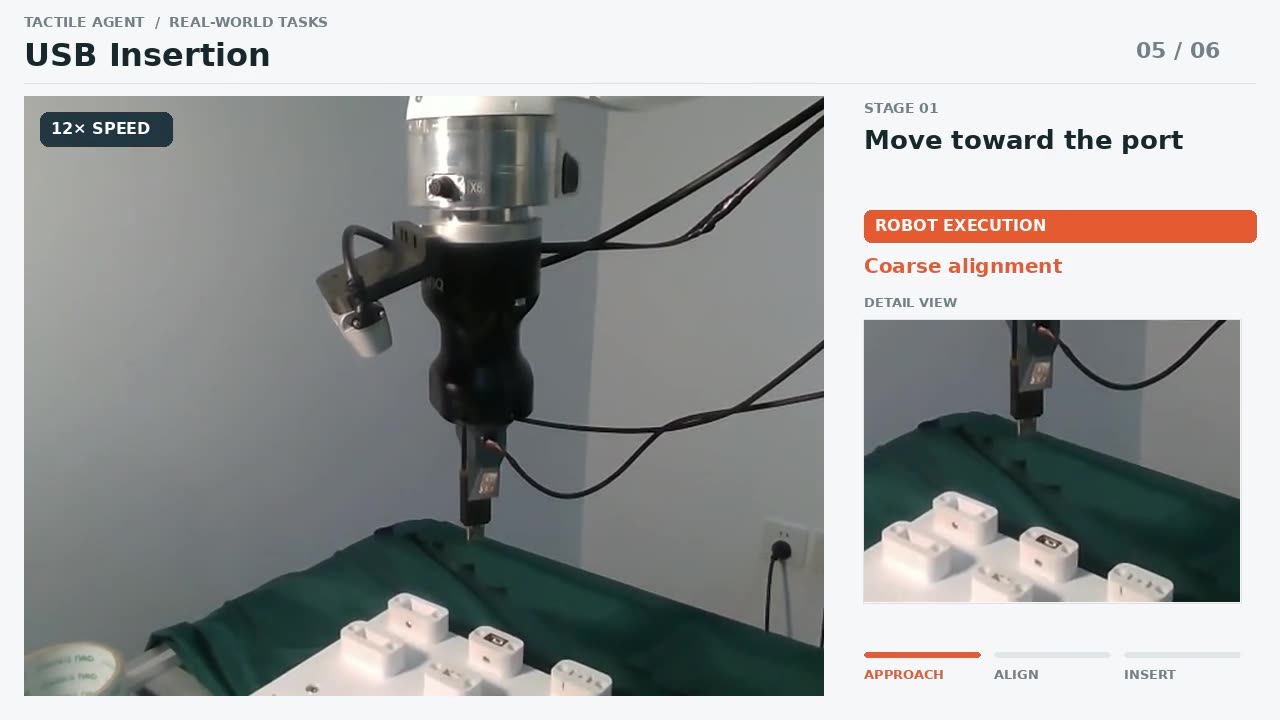 TACTILE AGENT / REAL-WORLD TASKS
USB Insertion
05 / 06
12× SPEED
X6
STAGE 01
Move toward the port
ROBOT EXECUTION
Coarse alignment
DETAIL VIEW
APPROACH
ALIGN
INSERT